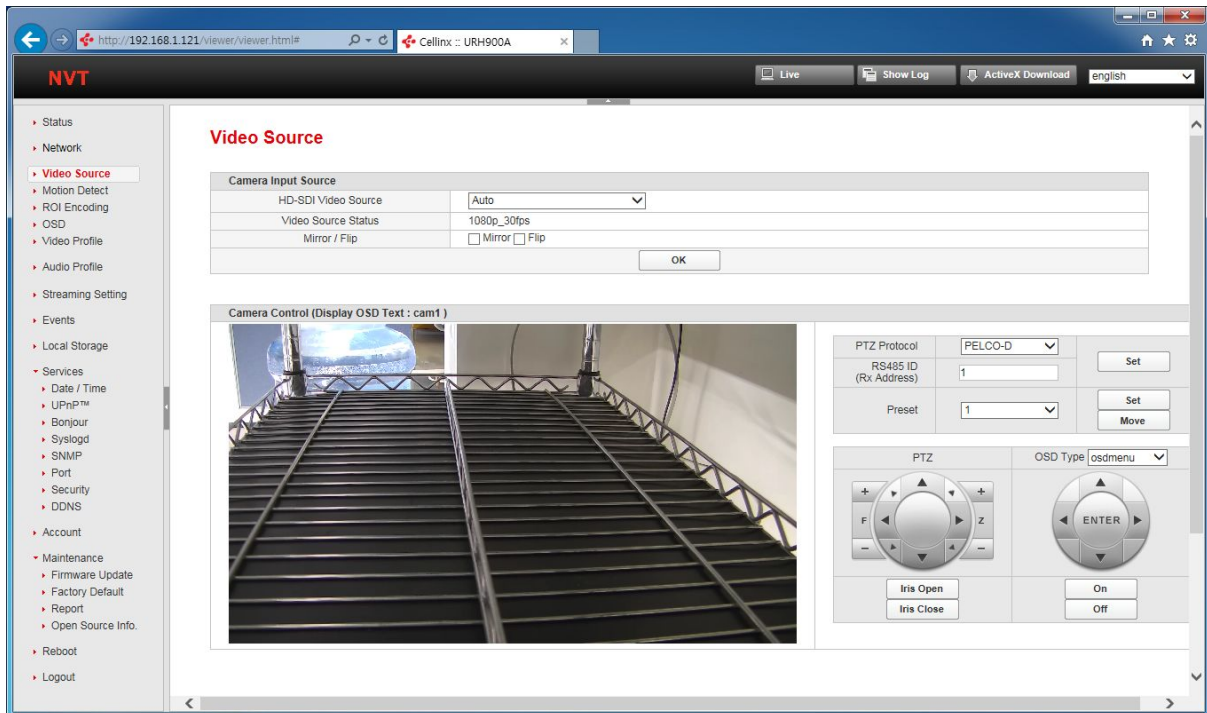 http://192.168.1.121/viewer/viewer.html#
Cellinx :: URH900A
NVT
Live
Show Log
ActiveX Download
english
Status
Network
Video Source
Motion Detect
ROI Encoding
OSD
Video Profile
Audio Profile
Streaming Setting
Events
Local Storage
Services
Date / Time
UPnP™
Bonjour
Syslogd
SNMP
Port
Security
DDNS
Account
Maintenance
Firmware Update
Factory Default
Report
Open Source Info.
Reboot
Logout
Video Source
Camera Input Source
HD-SDI Video Source Auto
Video Source Status 1080p_30fps
Mirror / Flip Mirror Flip
OK
Camera Control (Display OSD Text : cam1 )
PTZ Protocol PELCO-D
RS485 ID
(Rx Address) 1
Set
Preset 1
Set
Move
PTZ
OSD Type osdmenu
+ +
F Z
- -
ENTER
Iris Open
Iris Close
On
Off